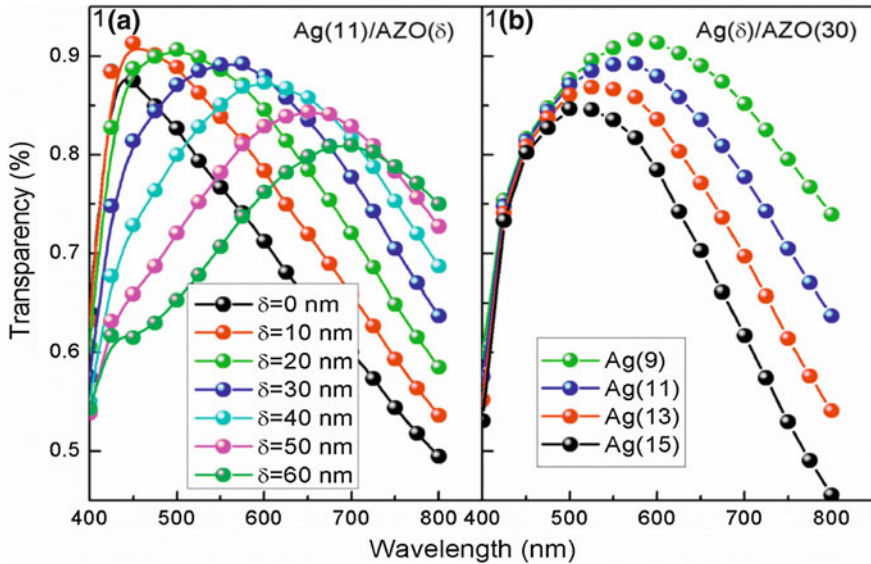 1 (a) Ag(11)/AZO(δ)
1 (b) Ag(δ)/AZO(30)
0.9
0.8
0.7
0.6
0.5
Transparency (%)
δ=0 nm
δ=10 nm
δ=20 nm
δ=30 nm
δ=40 nm
δ=50 nm
δ=60 nm
Ag(9)
Ag(11)
Ag(13)
Ag(15)
400 500 600 700 800 400 500 600 700 800
Wavelength (nm)